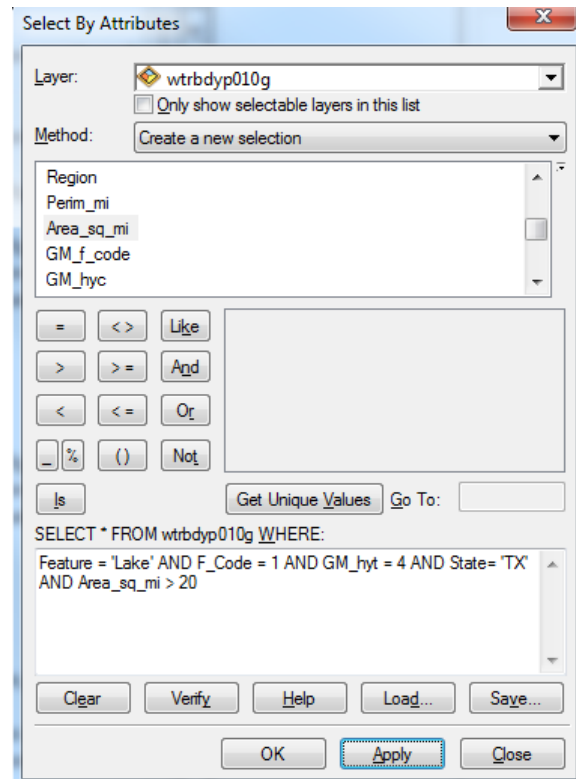 Select By Attributes
X
Layer: wtrbdyp010g
Only show selectable layers in this list
Method: Create a new selection
Region
Perim_mi
Area_sq_mi
GM_f_code
GM_hyc
= <> Like
> >= And
< <= Or
_ % () Not
Is Get Unique Values Go To:
SELECT * FROM wtrbdyp010g WHERE:
Feature = 'Lake' AND F_Code = 1 AND GM_hyt = 4 AND State= 'TX'
AND Area_sq_mi > 20
Clear Verify Help Load... Save...
OK Apply Close